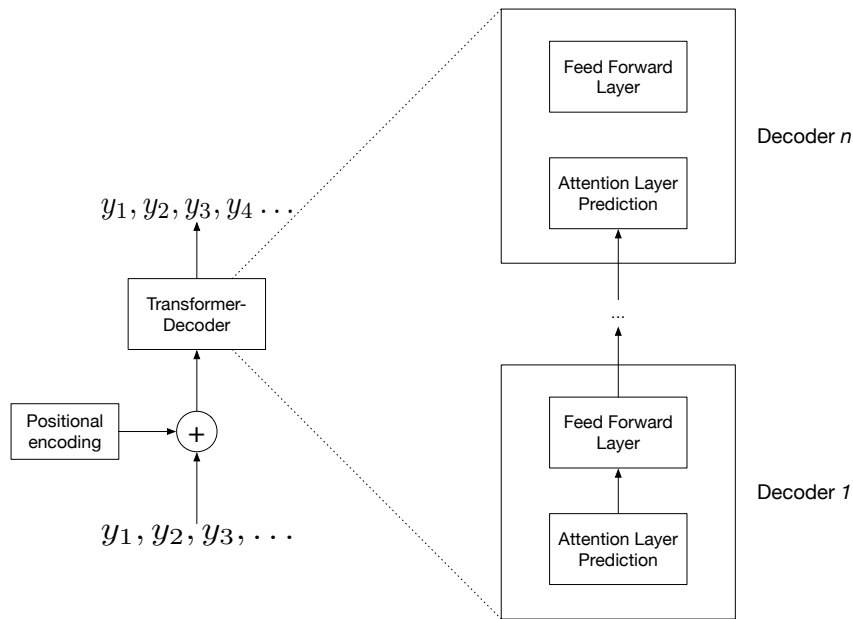 Feed Forward
Layer
Decoder n
Attention Layer
Prediction
y₁, y₂, y₃, y₄ ...
Transformer-
Decoder
...
Positional
encoding
+
Feed Forward
Layer
Decoder 1
y₁, y₂, y₃, ...
Attention Layer
Prediction